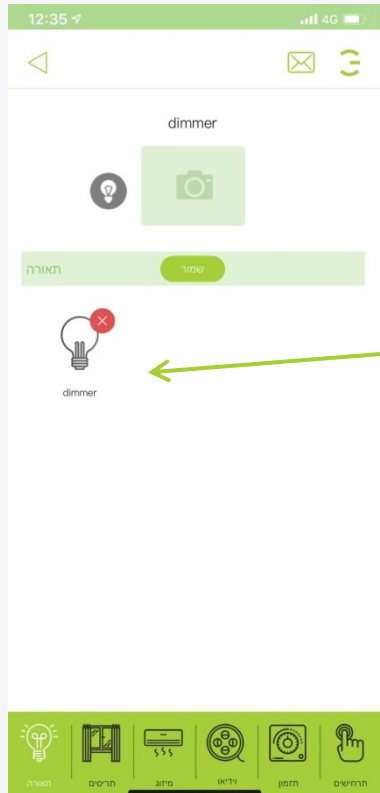 12:35
4G
dimmer
תאורה
שמור
dimmer
תאורה
תריסים
מיזוג
וידיאו
תזמון
תרחישים